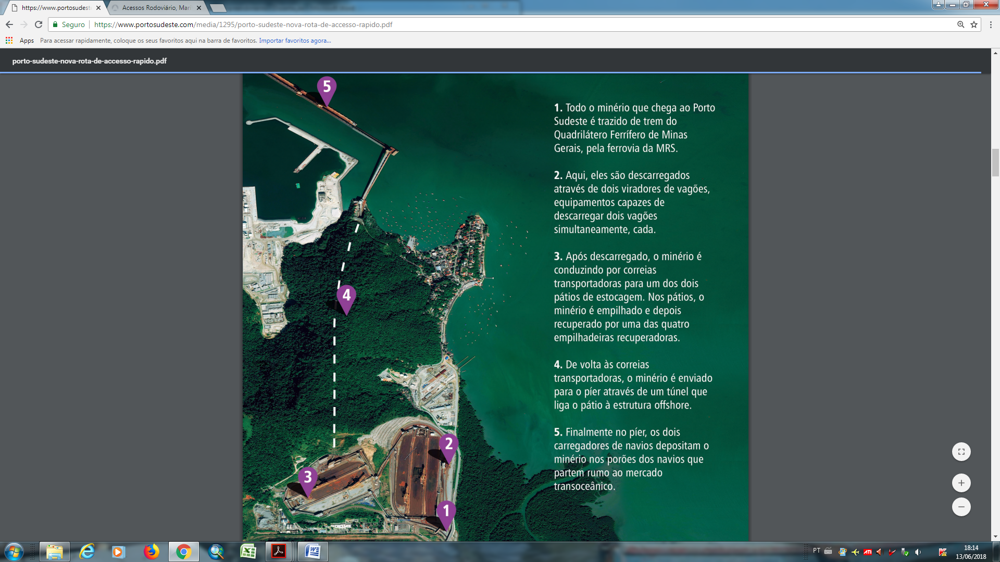 https://www.portosudest
Acessos Rodoviário, Marí
Seguro
https://www.portosudeste.com/media/1295/porto-sudeste-nova-rota-de-accesso-rapido.pdf
Apps
Para acessar rapidamente, coloque os seus favoritos aqui na barra de favoritos. Importar favoritos agora...
porto-sudeste-nova-rota-de-accesso-rapido.pdf
5
4
2
3
1
1. Todo o minério que chega ao Porto
Sudeste é trazido de trem do
Quadrilátero Ferrífero de Minas
Gerais, pela ferrovia da MRS.
2. Aqui, eles são descarregados
através de dois viradores de vagões,
equipamentos capazes de
descarregar dois vagões
simultaneamente, cada.
3. Após descarregado, o minério é
conduzindo por correias
transportadoras para um dos dois
pátios de estocagem. Nos pátios, o
minério é empilhado e depois
recuperado por uma das quatro
empilhadeiras recuperadoras.
4. De volta às correias
transportadoras, o minério é enviado
para o píer através de um túnel que
liga o pátio à estrutura offshore.
5. Finalmente no píer, os dois
carregadores de navios depositam o
minério nos porões dos navios que
partem rumo ao mercado
transoceânico.
PT
ATI
18:14
13/06/2018